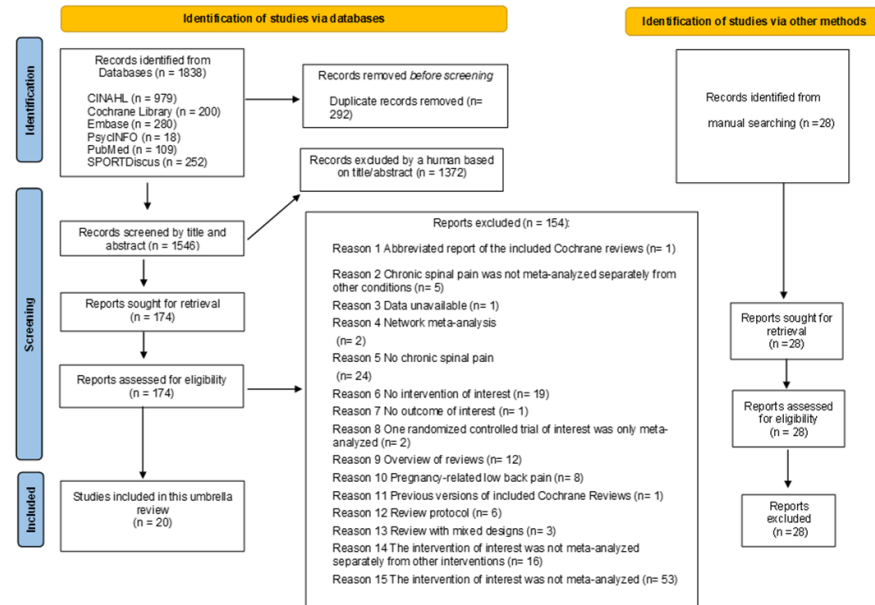 Identification of studies via databases
Identification of studies via other methods
Identification
Records identified from
Databases (n = 1838)
CINAHL (n = 979)
Cochrane Library (n = 200)
Embase (n = 280)
PsycINFO (n = 18)
PubMed (n = 109)
SPORTDiscus (n = 252)
Records removed before screening
Duplicate records removed (n=
292)
Records identified from
manual searching (n =28)
Screening
Records excluded by a human based
on title/abstract (n = 1372)
Records screened by title and
abstract (n = 1546)
Reports sought for retrieval
(n = 174)
Reports assessed for eligibility
(n = 174)
Reports excluded (n = 154):
Reason 1 Abbreviated report of the included Cochrane reviews (n= 1)
Reason 2 Chronic spinal pain was not meta-analyzed separately from
other conditions (n= 5)
Reason 3 Data unavailable (n= 1)
Reason 4 Network meta-analysis
(n = 2)
Reason 5 No chronic spinal pain
(n = 24)
Reason 6 No intervention of interest (n= 19)
Reason 7 No outcome of interest (n= 1)
Reason 8 One randomized controlled trial of interest was only meta-
analyzed (n = 2)
Reason 9 Overview of reviews (n= 12)
Reason 10 Pregnancy-related low back pain (n= 8)
Reason 11 Previous versions of included Cochrane Reviews (n= 1)
Reason 12 Review protocol (n= 6)
Reason 13 Review with mixed designs (n= 3)
Reason 14 The intervention of interest was not meta-analyzed
separately from other interventions (n = 16)
Reason 15 The intervention of interest was not meta-analyzed (n= 53)
Reports sought for
retrieval
(n =28)
Reports assessed
for eligibility
(n =28)
Reports
excluded
(n =28)
Included
Studies included in this umbrella
review
(n = 20)